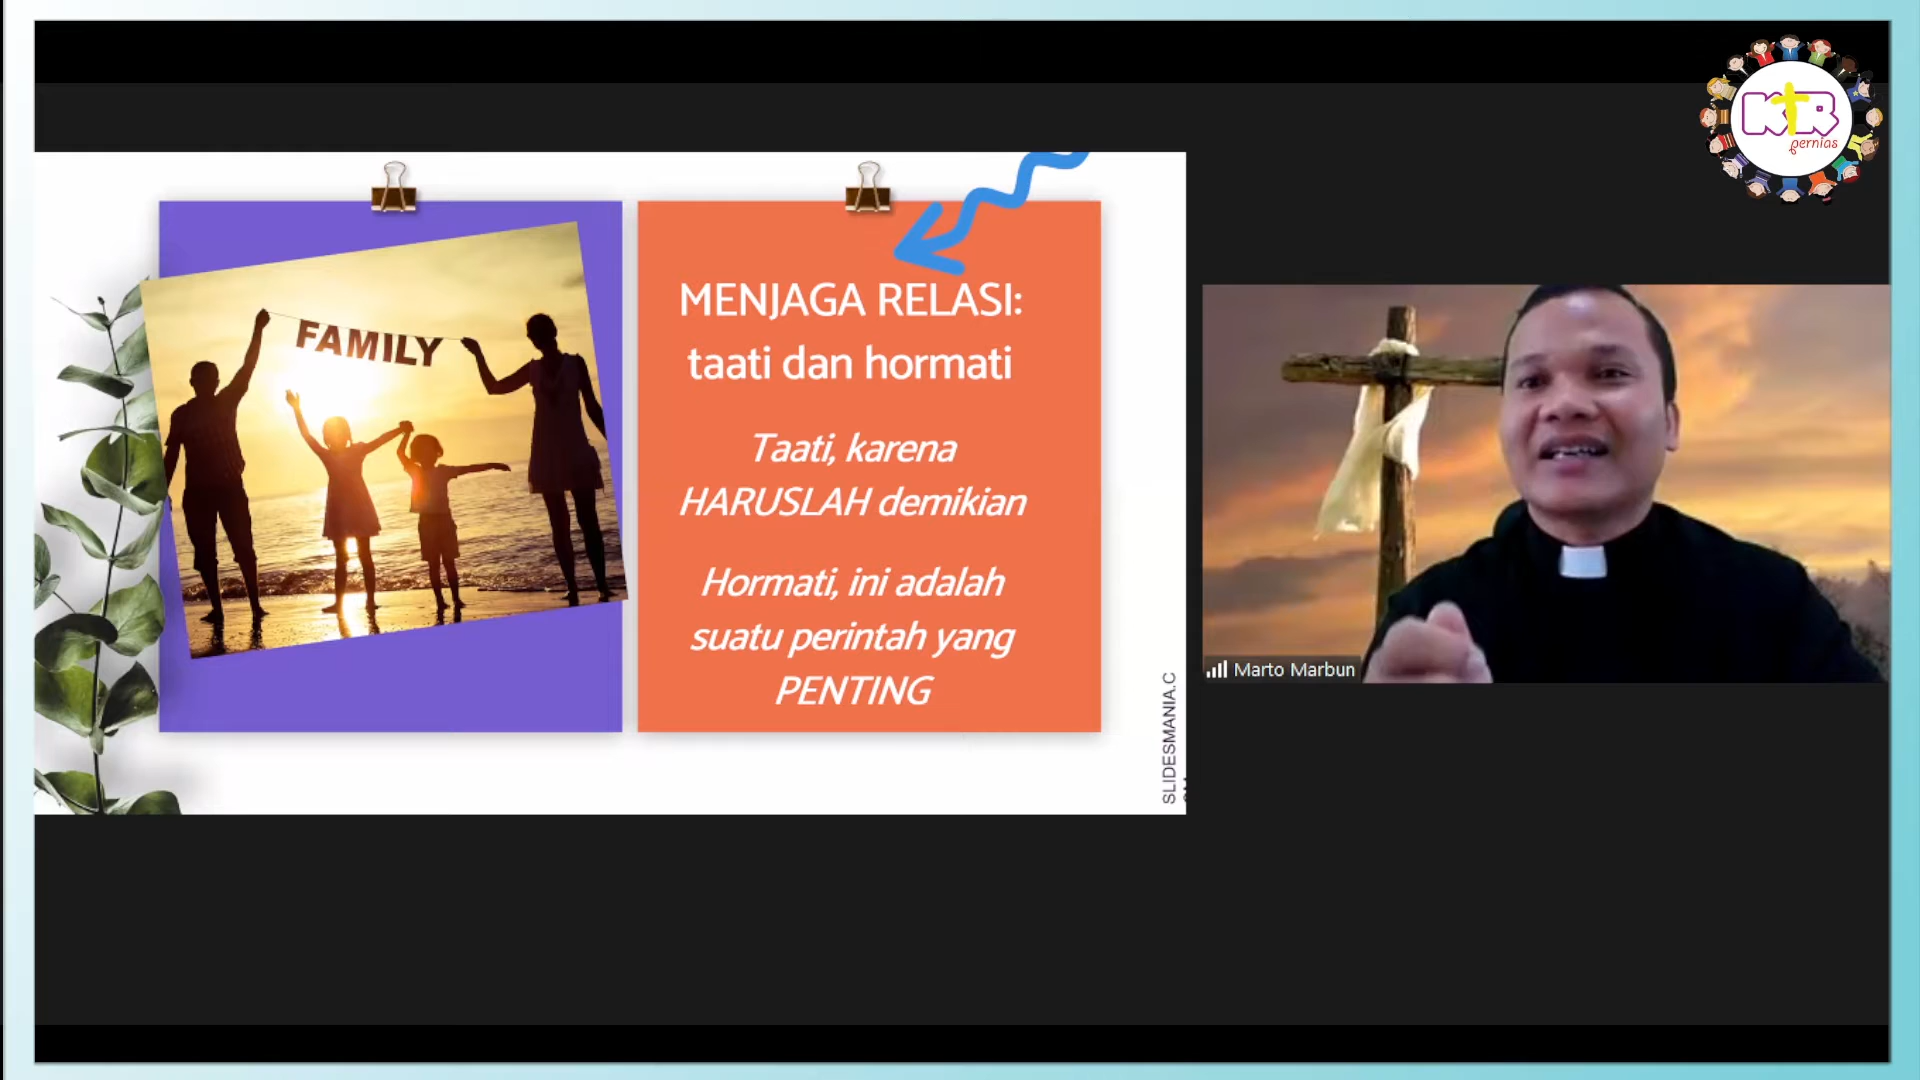 KTR
pernias
FAMILY
MENJAGA RELASI:
taati dan hormati
Taati, karena
HARUSLAH demikian
Hormati, ini adalah
suatu perintah yang
PENTING
SLIDESMANIA.C
Marto Marbun